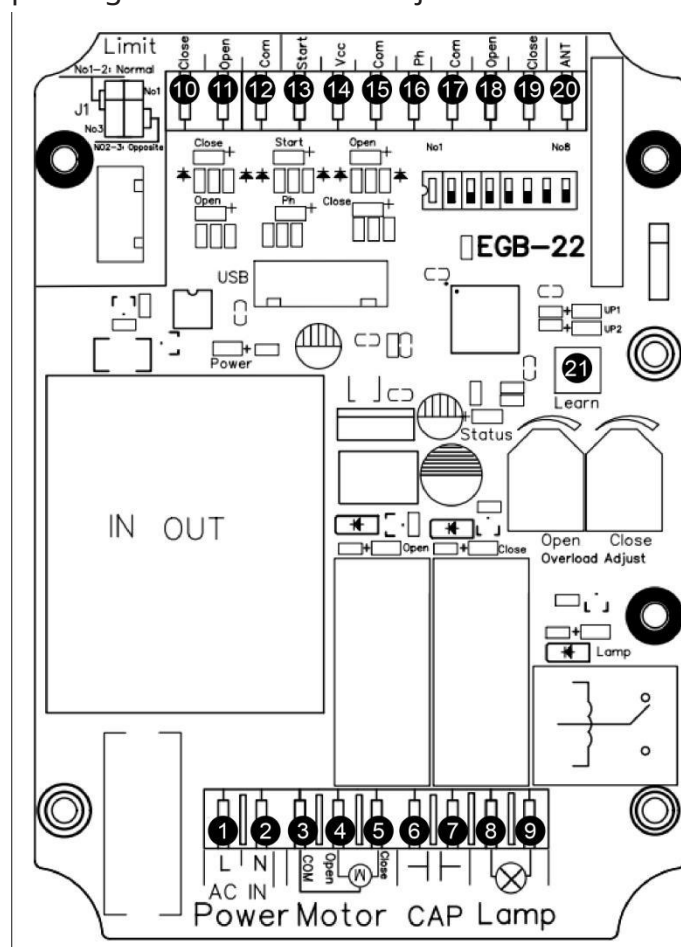 Limit
Close Open Com Start Vcc Com Ph Com Open Close ANT
No1-2: Normal
10 11 12 13 14 15 16 17 18 19 20
No1
J1
No3
NO2-3: Opposite
Close Start Open
No1 No8
Open Ph Close
EGB-22
USB
UP1
UP2
Power
21
Learn
Status
IN OUT
Open Close
Open Close
Overload Adjust
Lamp
1 2 3 4 5 6 7 8 9
L N COM Open M Close
AC IN
Power Motor CAP Lamp